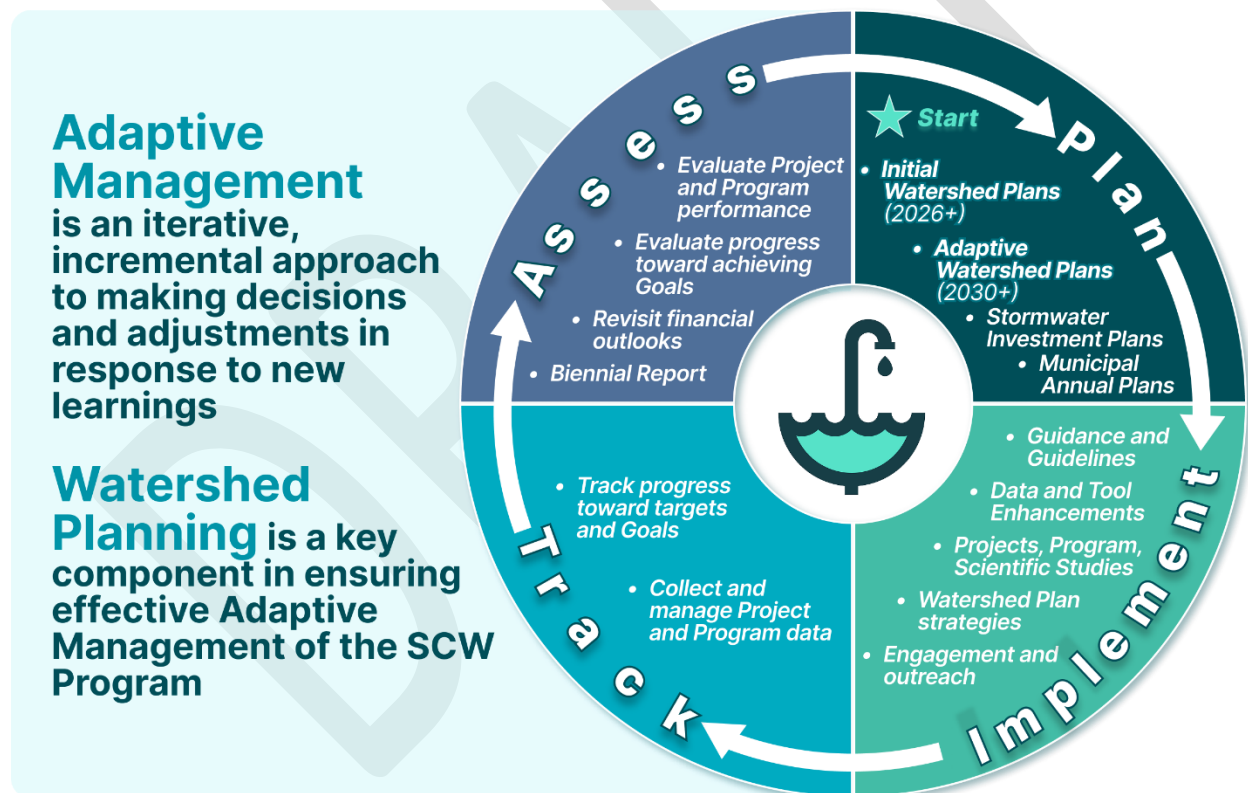 Adaptive
Management
is an iterative,
incremental approach
to making decisions
and adjustments in
response to new
learnings
Watershed
Planning is a key
component in ensuring
effective Adaptive
Management of the SCW
Program
Assess
• Evaluate Project
and Program
performance
• Evaluate progress
toward achieving
Goals
• Revisit financial
outlooks
• Biennial Report
Plan
Start
• Initial
Watershed Plans
(2026+)
• Adaptive
Watershed Plans
(2030+)
• Stormwater
Investment Plans
• Municipal
Annual Plans
Implement
• Guidance and
Guidelines
• Data and Tool
Enhancements
• Projects, Program,
Scientific Studies
• Watershed Plan
strategies
• Engagement and
outreach
Track
• Track progress
toward targets
and Goals
• Collect and
manage Project
and Program data